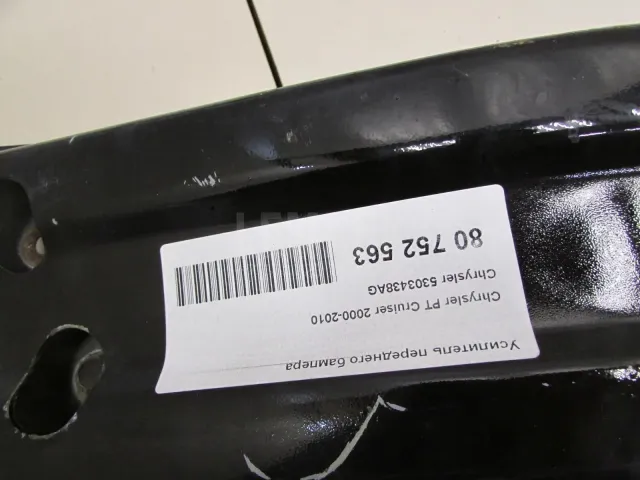 Усилитель переднего бампера
Chrysler PT Cruiser 2000-2010
Chrysler 5303438AG
80 752 563